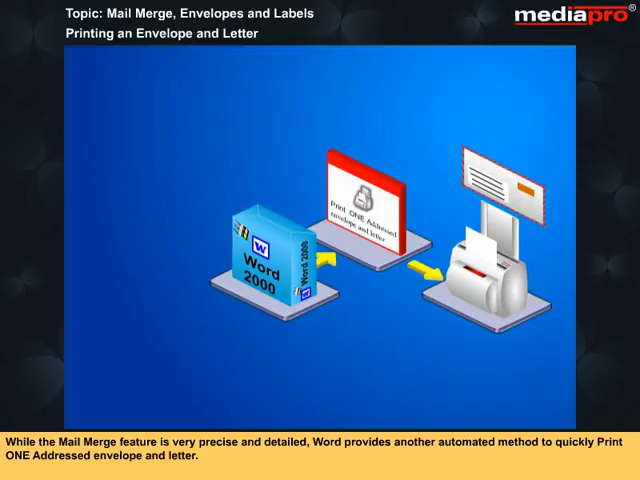 Topic: Mail Merge, Envelopes and Labels
Printing an Envelope and Letter
mediapro®
Print ONE Addressed
envelope and letter
W
Word
2000
Word 2000
W
While the Mail Merge feature is very precise and detailed, Word provides another automated method to quickly Print
ONE Addressed envelope and letter.